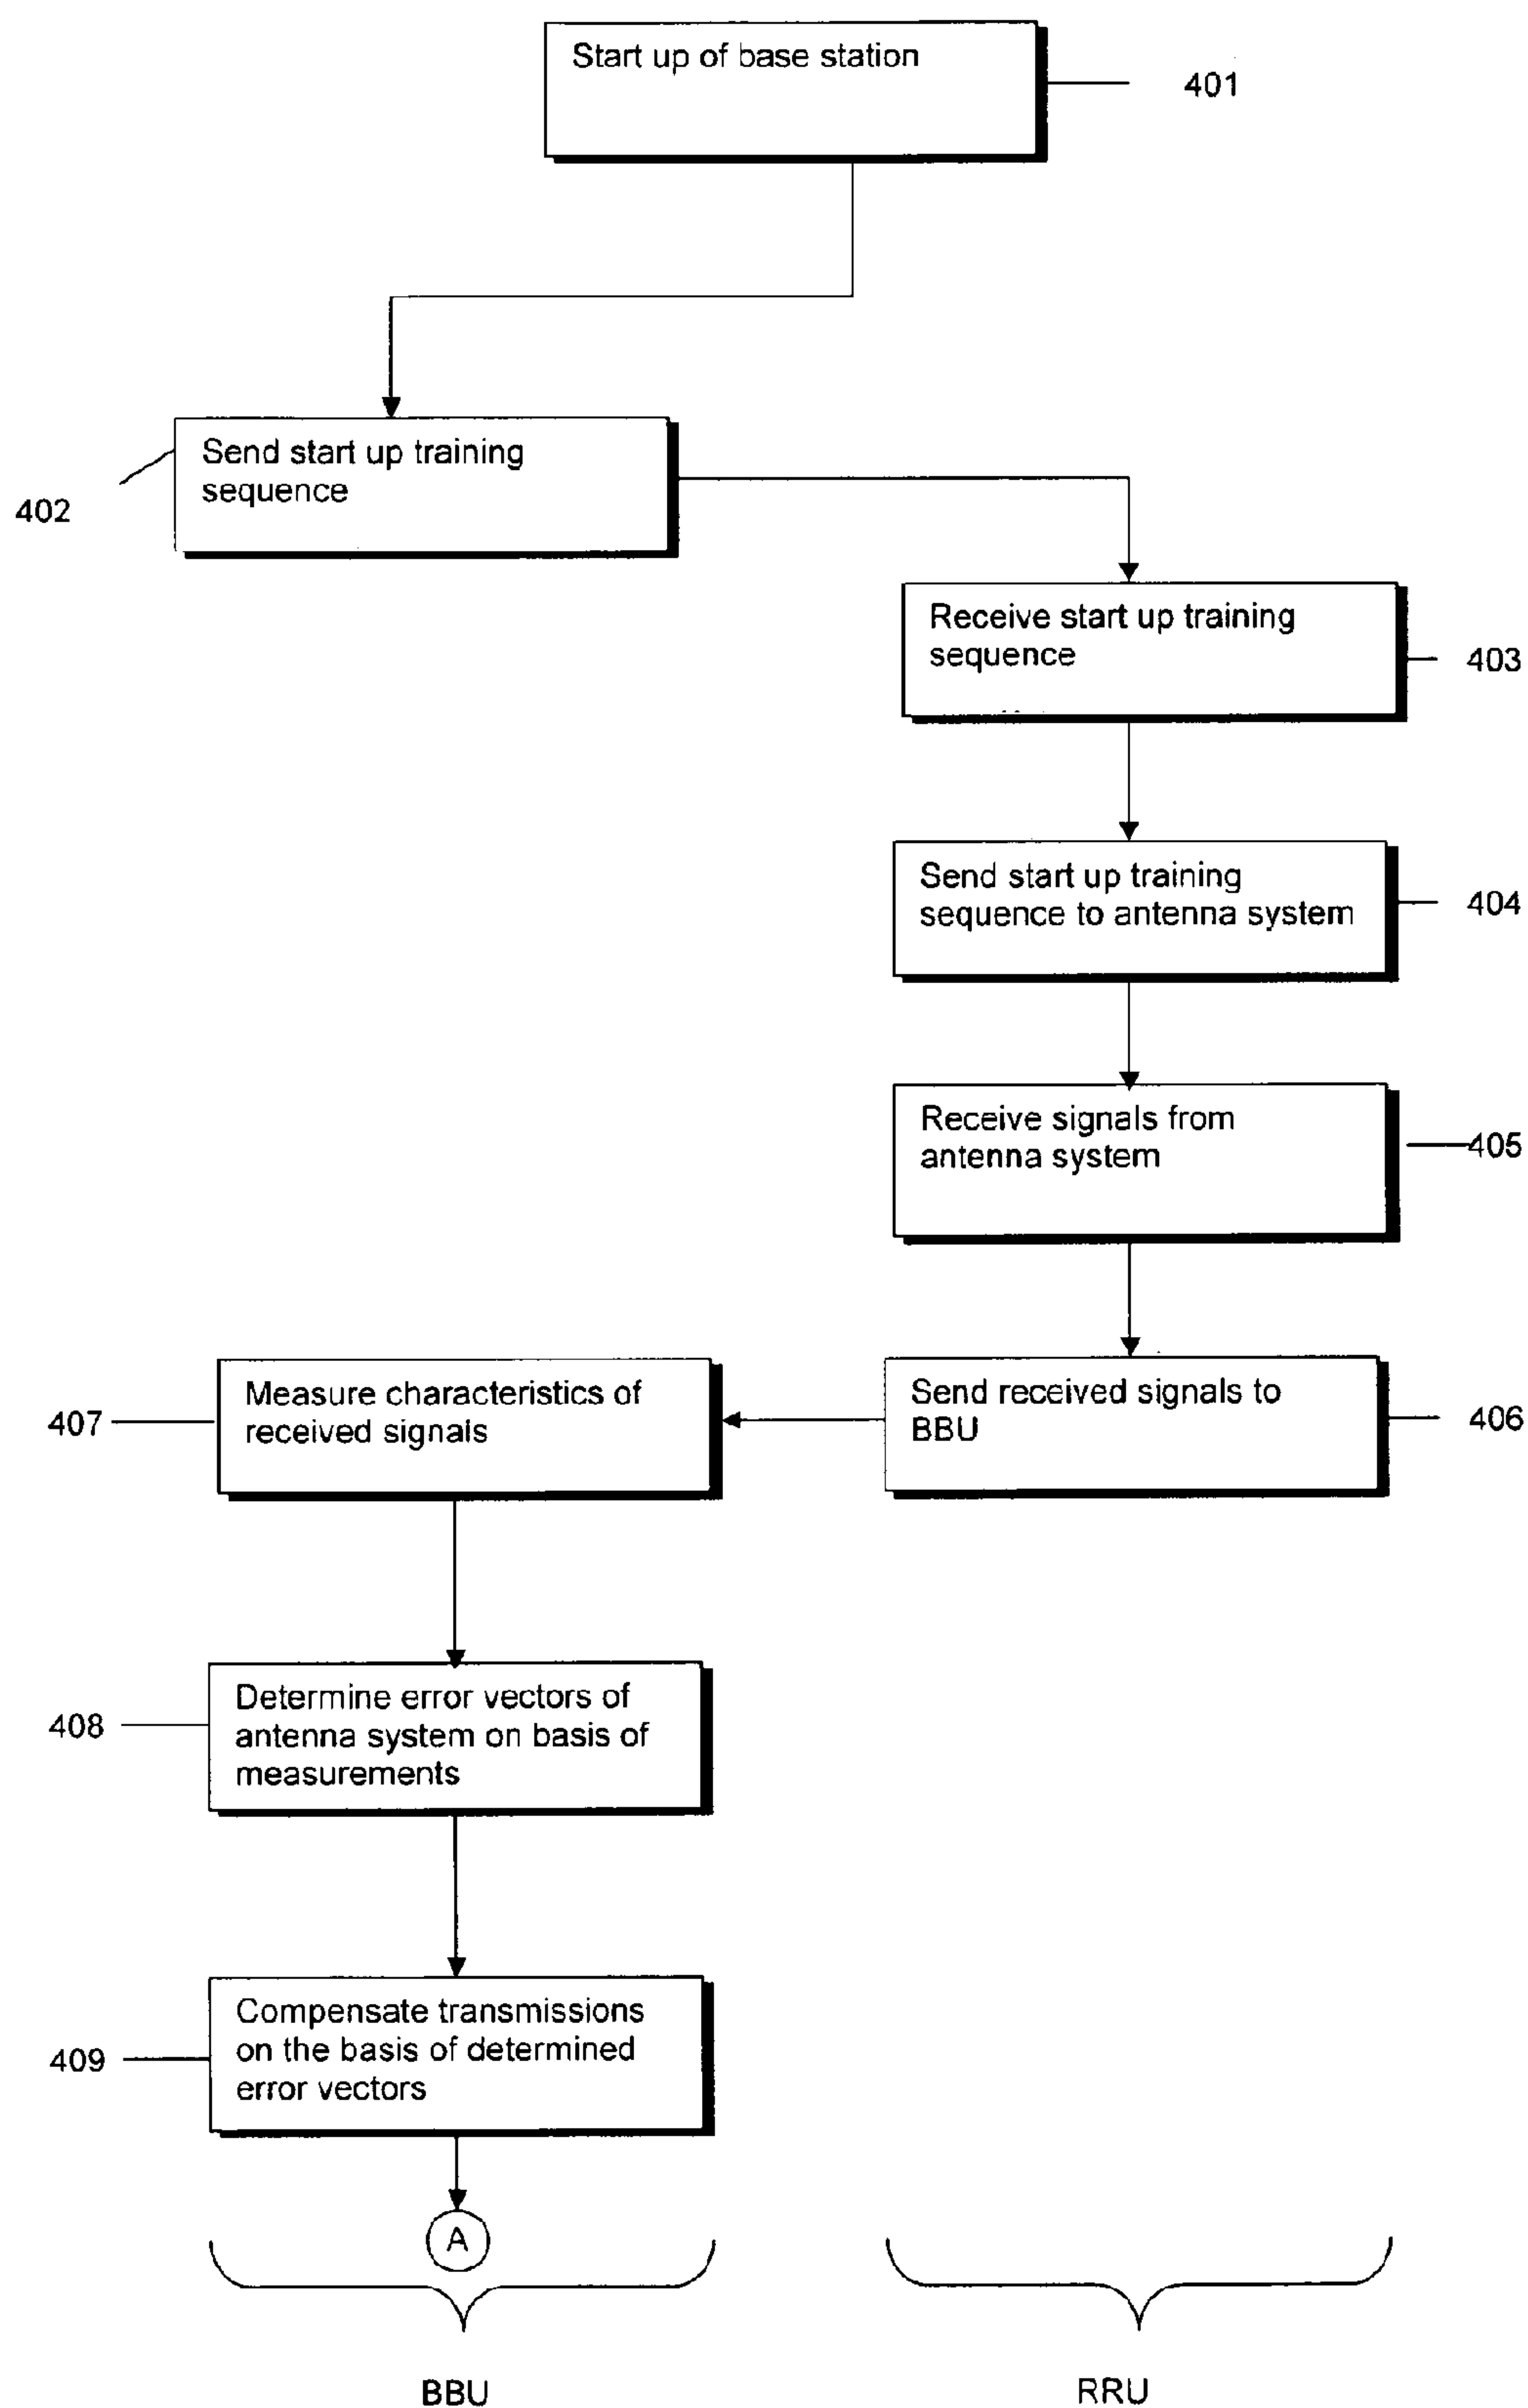 Start up of base station
401
Send start up training
sequence
402
Receive start up training
sequence
403
Send start up training
sequence to antenna system
404
Receive signals from
antenna system
405
Measure characteristics of
received signals
407
Send received signals to
BBU
406
Determine error vectors of
antenna system on basis of
measurements
408
Compensate transmissions
on the basis of determined
error vectors
409
A
BBU
RRU